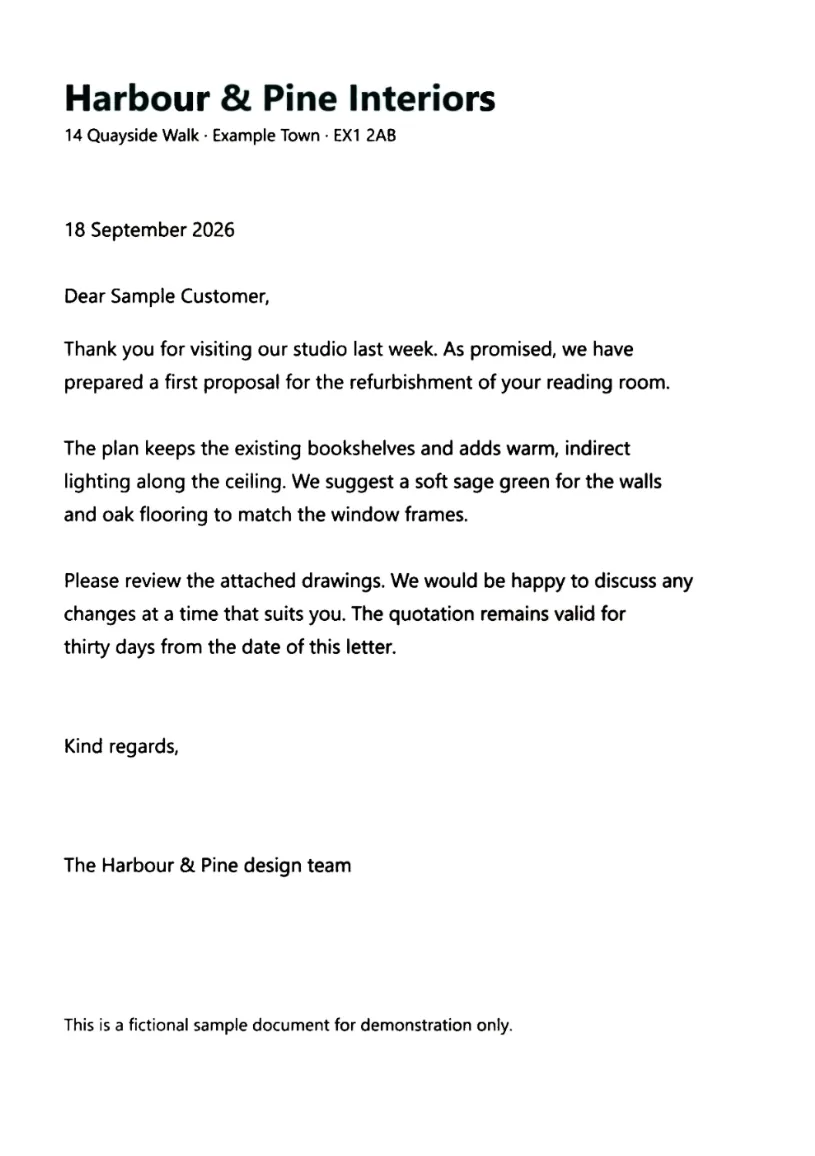 Harbour & Pine Interiors
14 Quayside Walk · Example Town · EX1 2AB
18 September 2026
Dear Sample Customer,
Thank you for visiting our studio last week. As promised, we have
prepared a first proposal for the refurbishment of your reading room.
The plan keeps the existing bookshelves and adds warm, indirect
lighting along the ceiling. We suggest a soft sage green for the walls
and oak flooring to match the window frames.
Please review the attached drawings. We would be happy to discuss any
changes at a time that suits you. The quotation remains valid for
thirty days from the date of this letter.
Kind regards,
The Harbour & Pine design team
This is a fictional sample document for demonstration only.